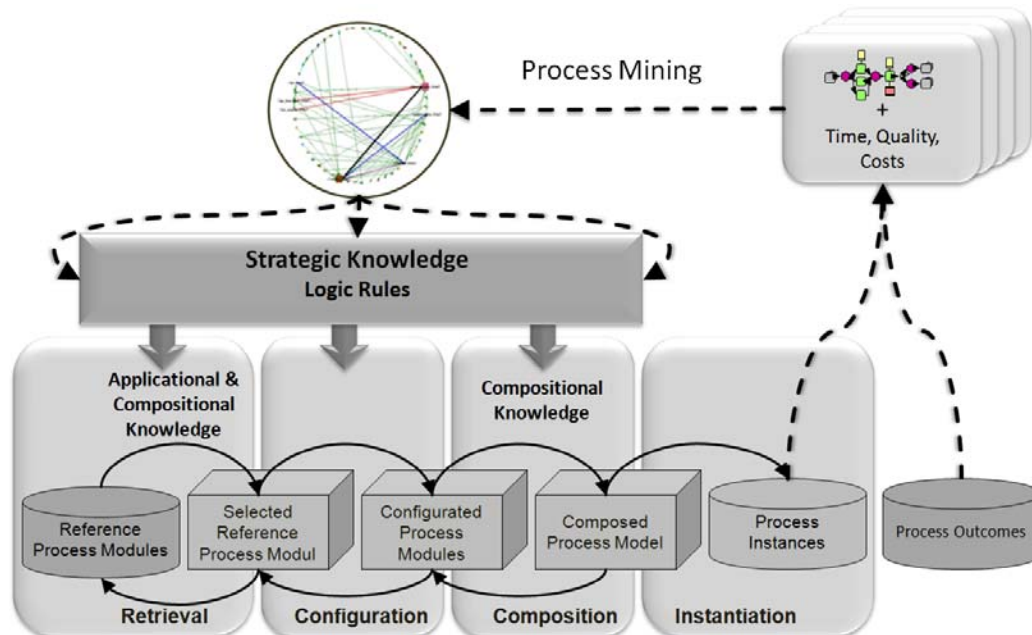 Process Mining
+
Time, Quality,
Costs
Strategic Knowledge
Logic Rules
Applicational &
Compositional
Knowledge
Compositional
Knowledge
Reference
Process Modules
Selected
Reference
Process Modul
Configurated
Process
Modules
Composed
Process Model
Process
Instances
Process Outcomes
Retrieval
Configuration
Composition
Instantiation